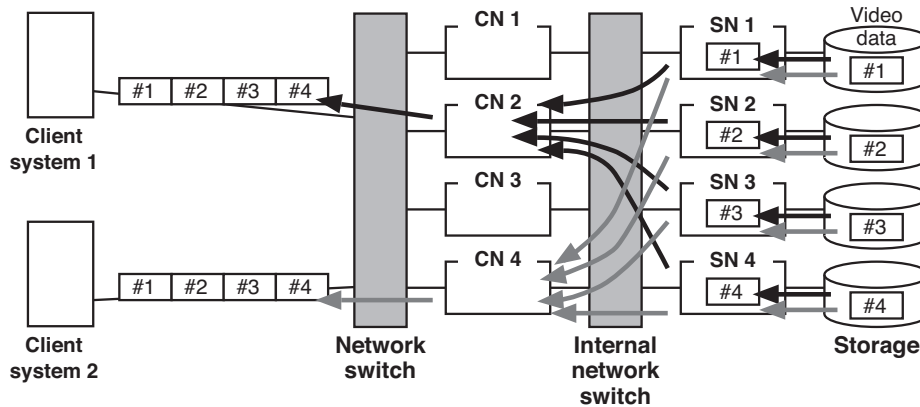 CN 1
SN 1
Video
data
#1
#1
#1 #2 #3 #4
CN 2
SN 2
#2
#2
Client
system 1
CN 3
SN 3
#3
#3
CN 4
SN 4
#1 #2 #3 #4
#4
#4
Client
system 2
Network
switch
Internal
network
switch
Storage